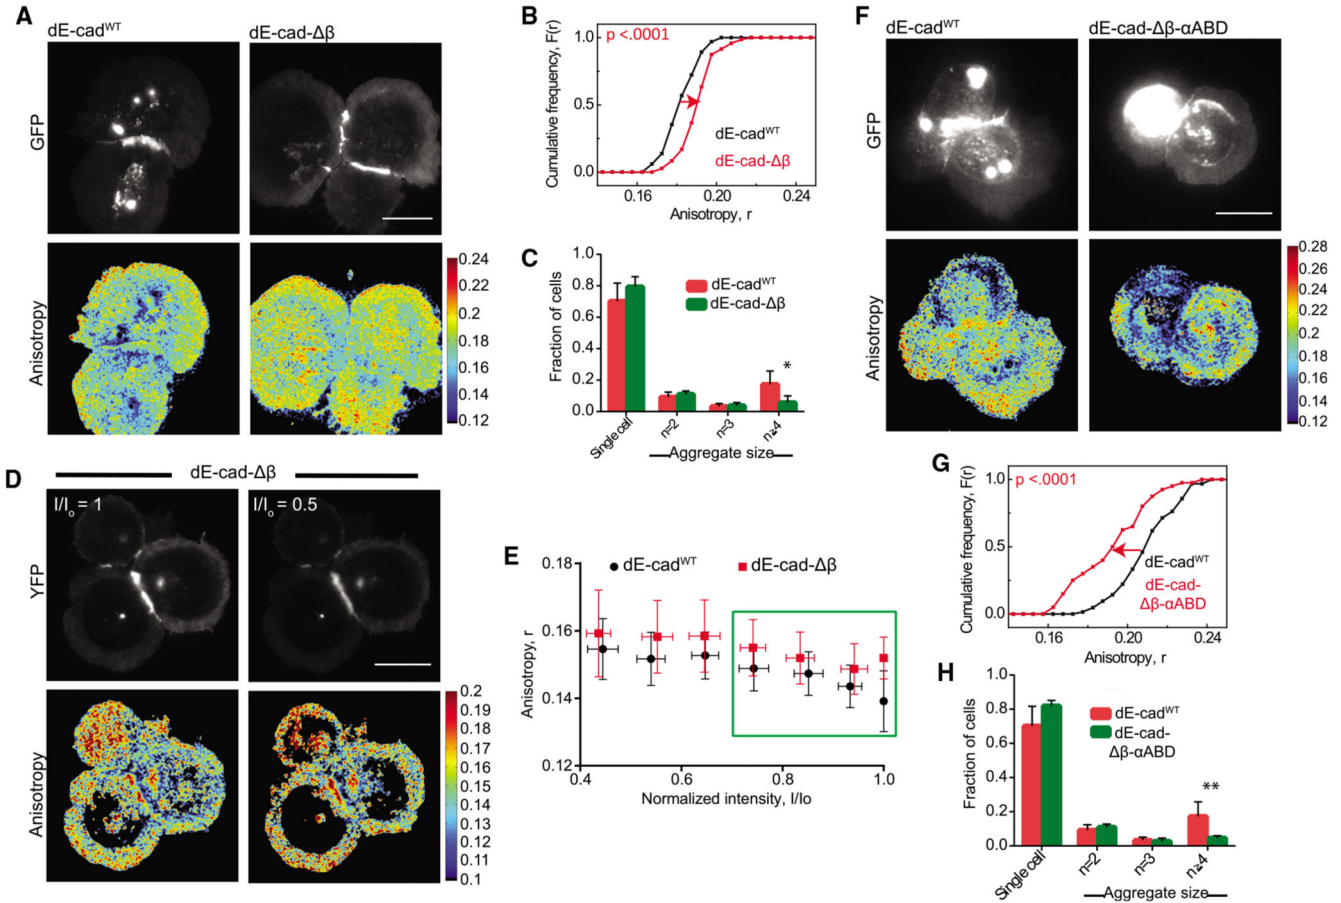 A
dE-cadᵂᵀ
dE-cad-Δβ
GFP
Anisotropy
0.24
0.22
0.20
0.18
0.16
0.14
0.12
B
p <.0001
Cumulative frequency, F(r)
1.0
0.5
0.0
dE-cadᵂᵀ
dE-cad-Δβ
0.16
0.20
0.24
Anisotropy, r
C
Fraction of cells
1.0
0.8
0.6
0.4
0.2
0.0
dE-cadᵂᵀ
dE-cad-Δβ
*
Single cell
n=2
n=3
n≥4
Aggregate size
D
dE-cad-Δβ
I/Iₒ = 1
I/Iₒ = 0.5
YFP
Anisotropy
0.2
0.19
0.18
0.17
0.16
0.15
0.14
0.13
0.12
0.11
0.1
E
dE-cadᵂᵀ
dE-cad-Δβ
Anisotropy, r
0.18
0.16
0.14
0.12
0.4
0.6
0.8
1.0
Normalized intensity, I/Io
F
dE-cadᵂᵀ
dE-cad-Δβ-αABD
GFP
Anisotropy
0.28
0.26
0.24
0.22
0.20
0.18
0.16
0.14
0.12
G
p <.0001
Cumulative frequency, F(r)
1.0
0.5
0.0
dE-cadᵂᵀ
dE-cad-
Δβ-αABD
0.16
0.20
0.24
Anisotropy, r
H
Fraction of cells
1.0
0.8
0.6
0.4
0.2
0.0
dE-cadᵂᵀ
dE-cad-
Δβ-αABD
**
Single cell
n=2
n=3
n≥4
Aggregate size